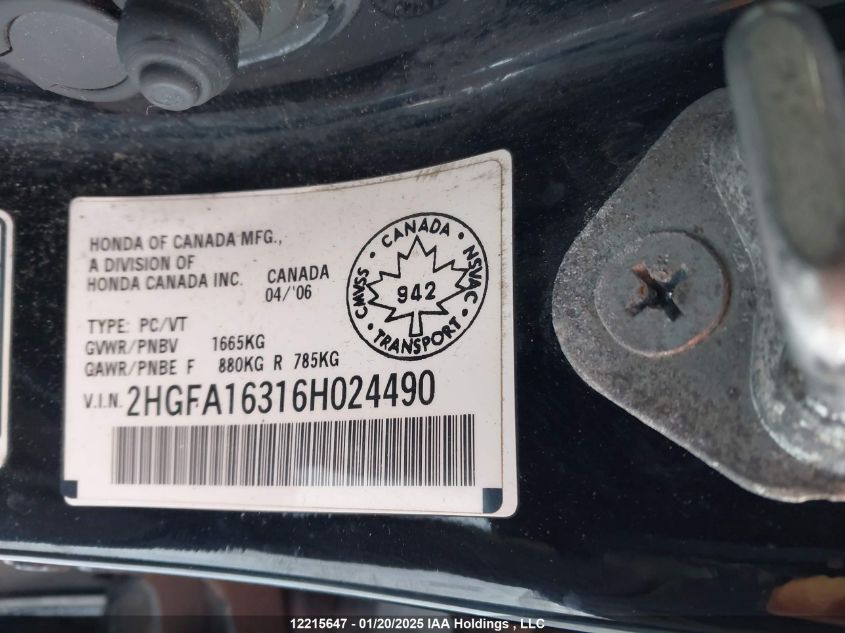 HONDA OF CANADA MFG.,
A DIVISION OF
HONDA CANADA INC.
CANADA
04/'06
TYPE: PC/VT
GVWR/PNBV 1665KG
GAWR/PNBE F 880KG R 785KG
V.I.N. 2HGFA16316H024490
• CANADA •
CMVSS
NSVAC
942
• TRANSPORT •
12215647 - 01/20/2025 IAA Holdings , LLC